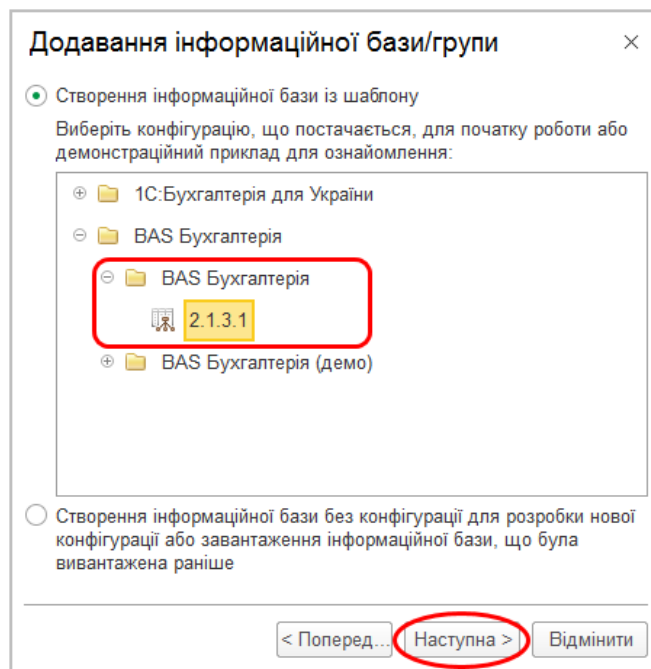 Додавання інформаційної бази/групи
Створення інформаційної бази із шаблону
Виберіть конфігурацію, що постачається, для початку роботи або
демонстраційний приклад для ознайомлення:
1С:Бухгалтерія для України
BAS Бухгалтерія
BAS Бухгалтерія
2.1.3.1
BAS Бухгалтерія (демо)
Створення інформаційної бази без конфігурації для розробки нової
конфігурації або завантаження інформаційної бази, що була
вивантажена раніше
< Поперед... Наступна > Відмінити